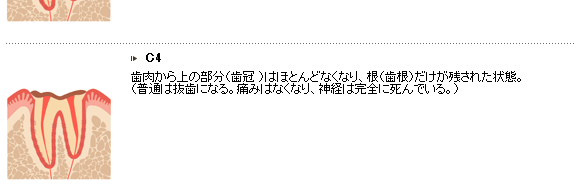 C4
歯肉から上の部分(歯冠 )はほとんどなくなり、根(歯根)だけが残された状態。
(普通は抜歯になる。痛みはなくなり、神経は完全に死んでいる。)